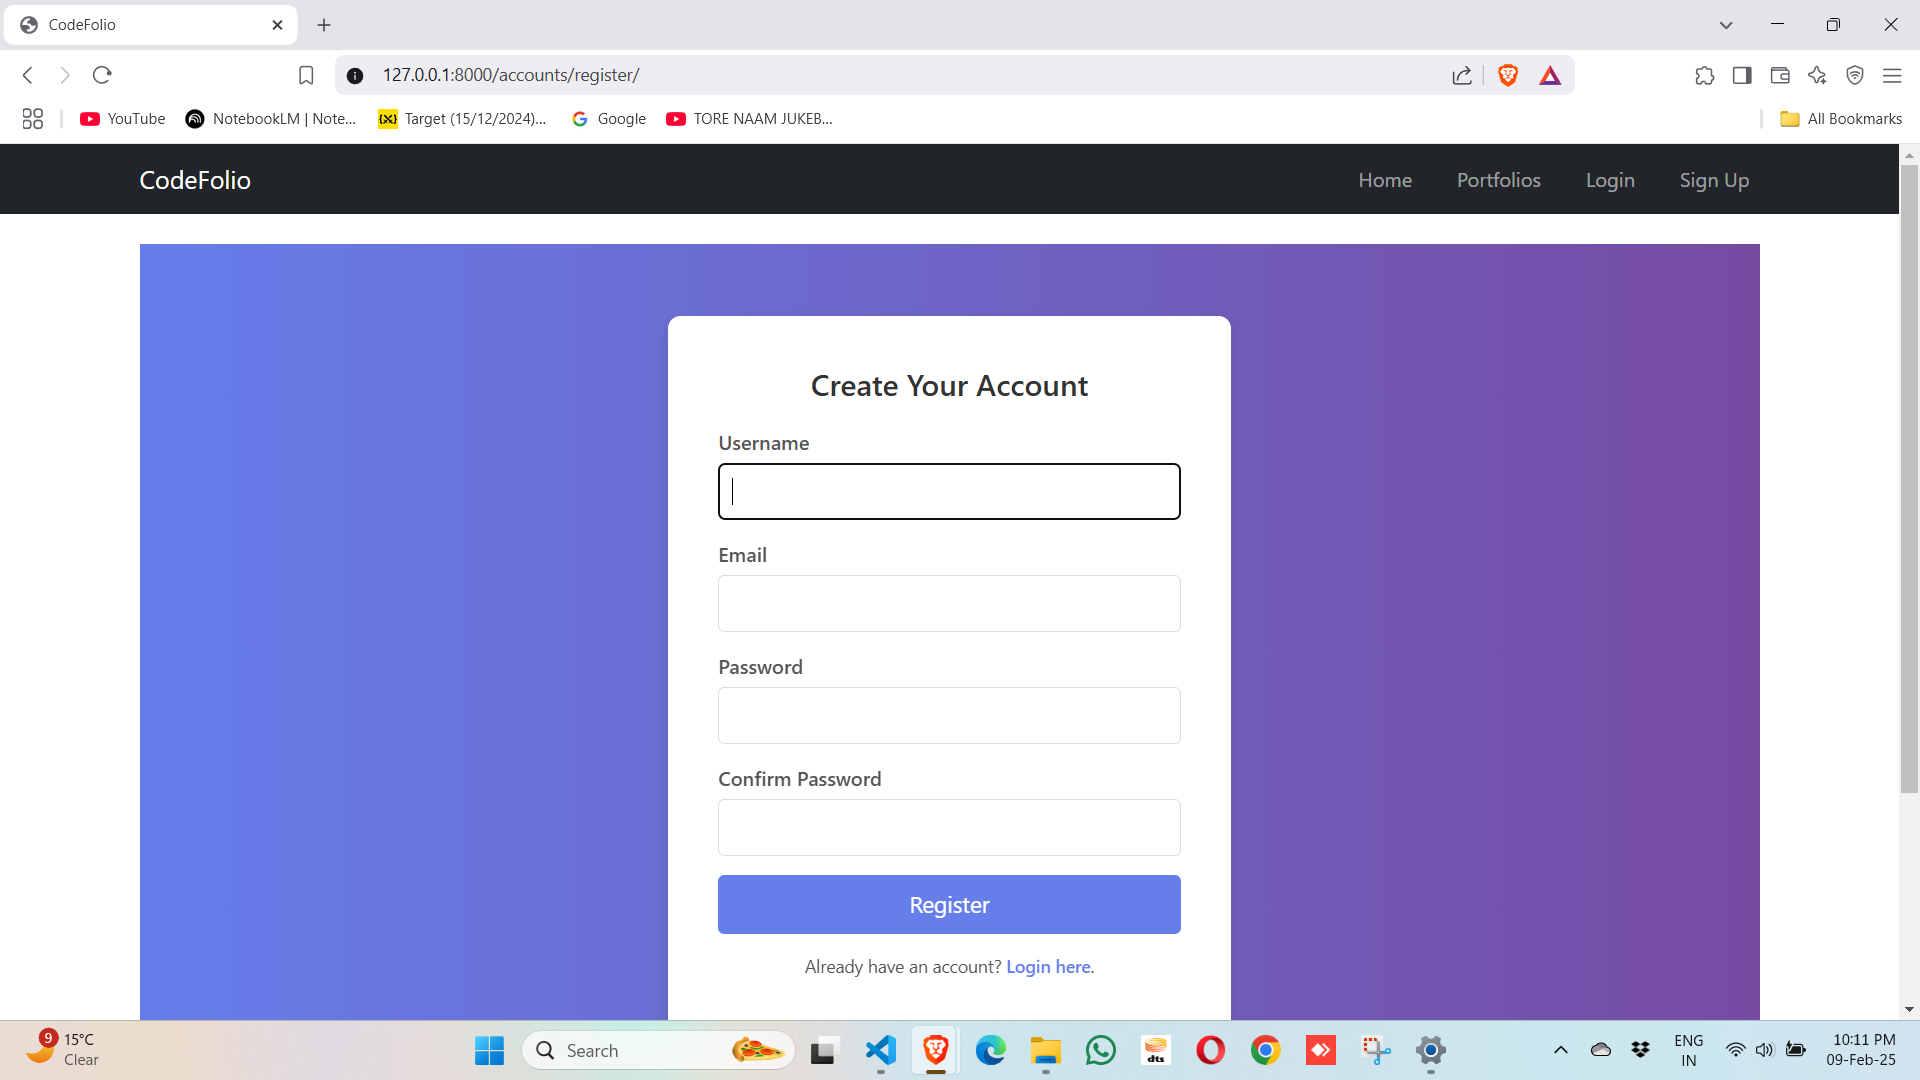 CodeFolio
127.0.0.1:8000/accounts/register/
YouTube NotebookLM | Note... {X} Target (15/12/2024)... Google TORE NAAM JUKEB... All Bookmarks
CodeFolio Home Portfolios Login Sign Up
Create Your Account
Username
Email
Password
Confirm Password
Register
Already have an account? Login here.
9 15°C
Clear
Search
dts
ENG
IN
10:11 PM
09-Feb-25